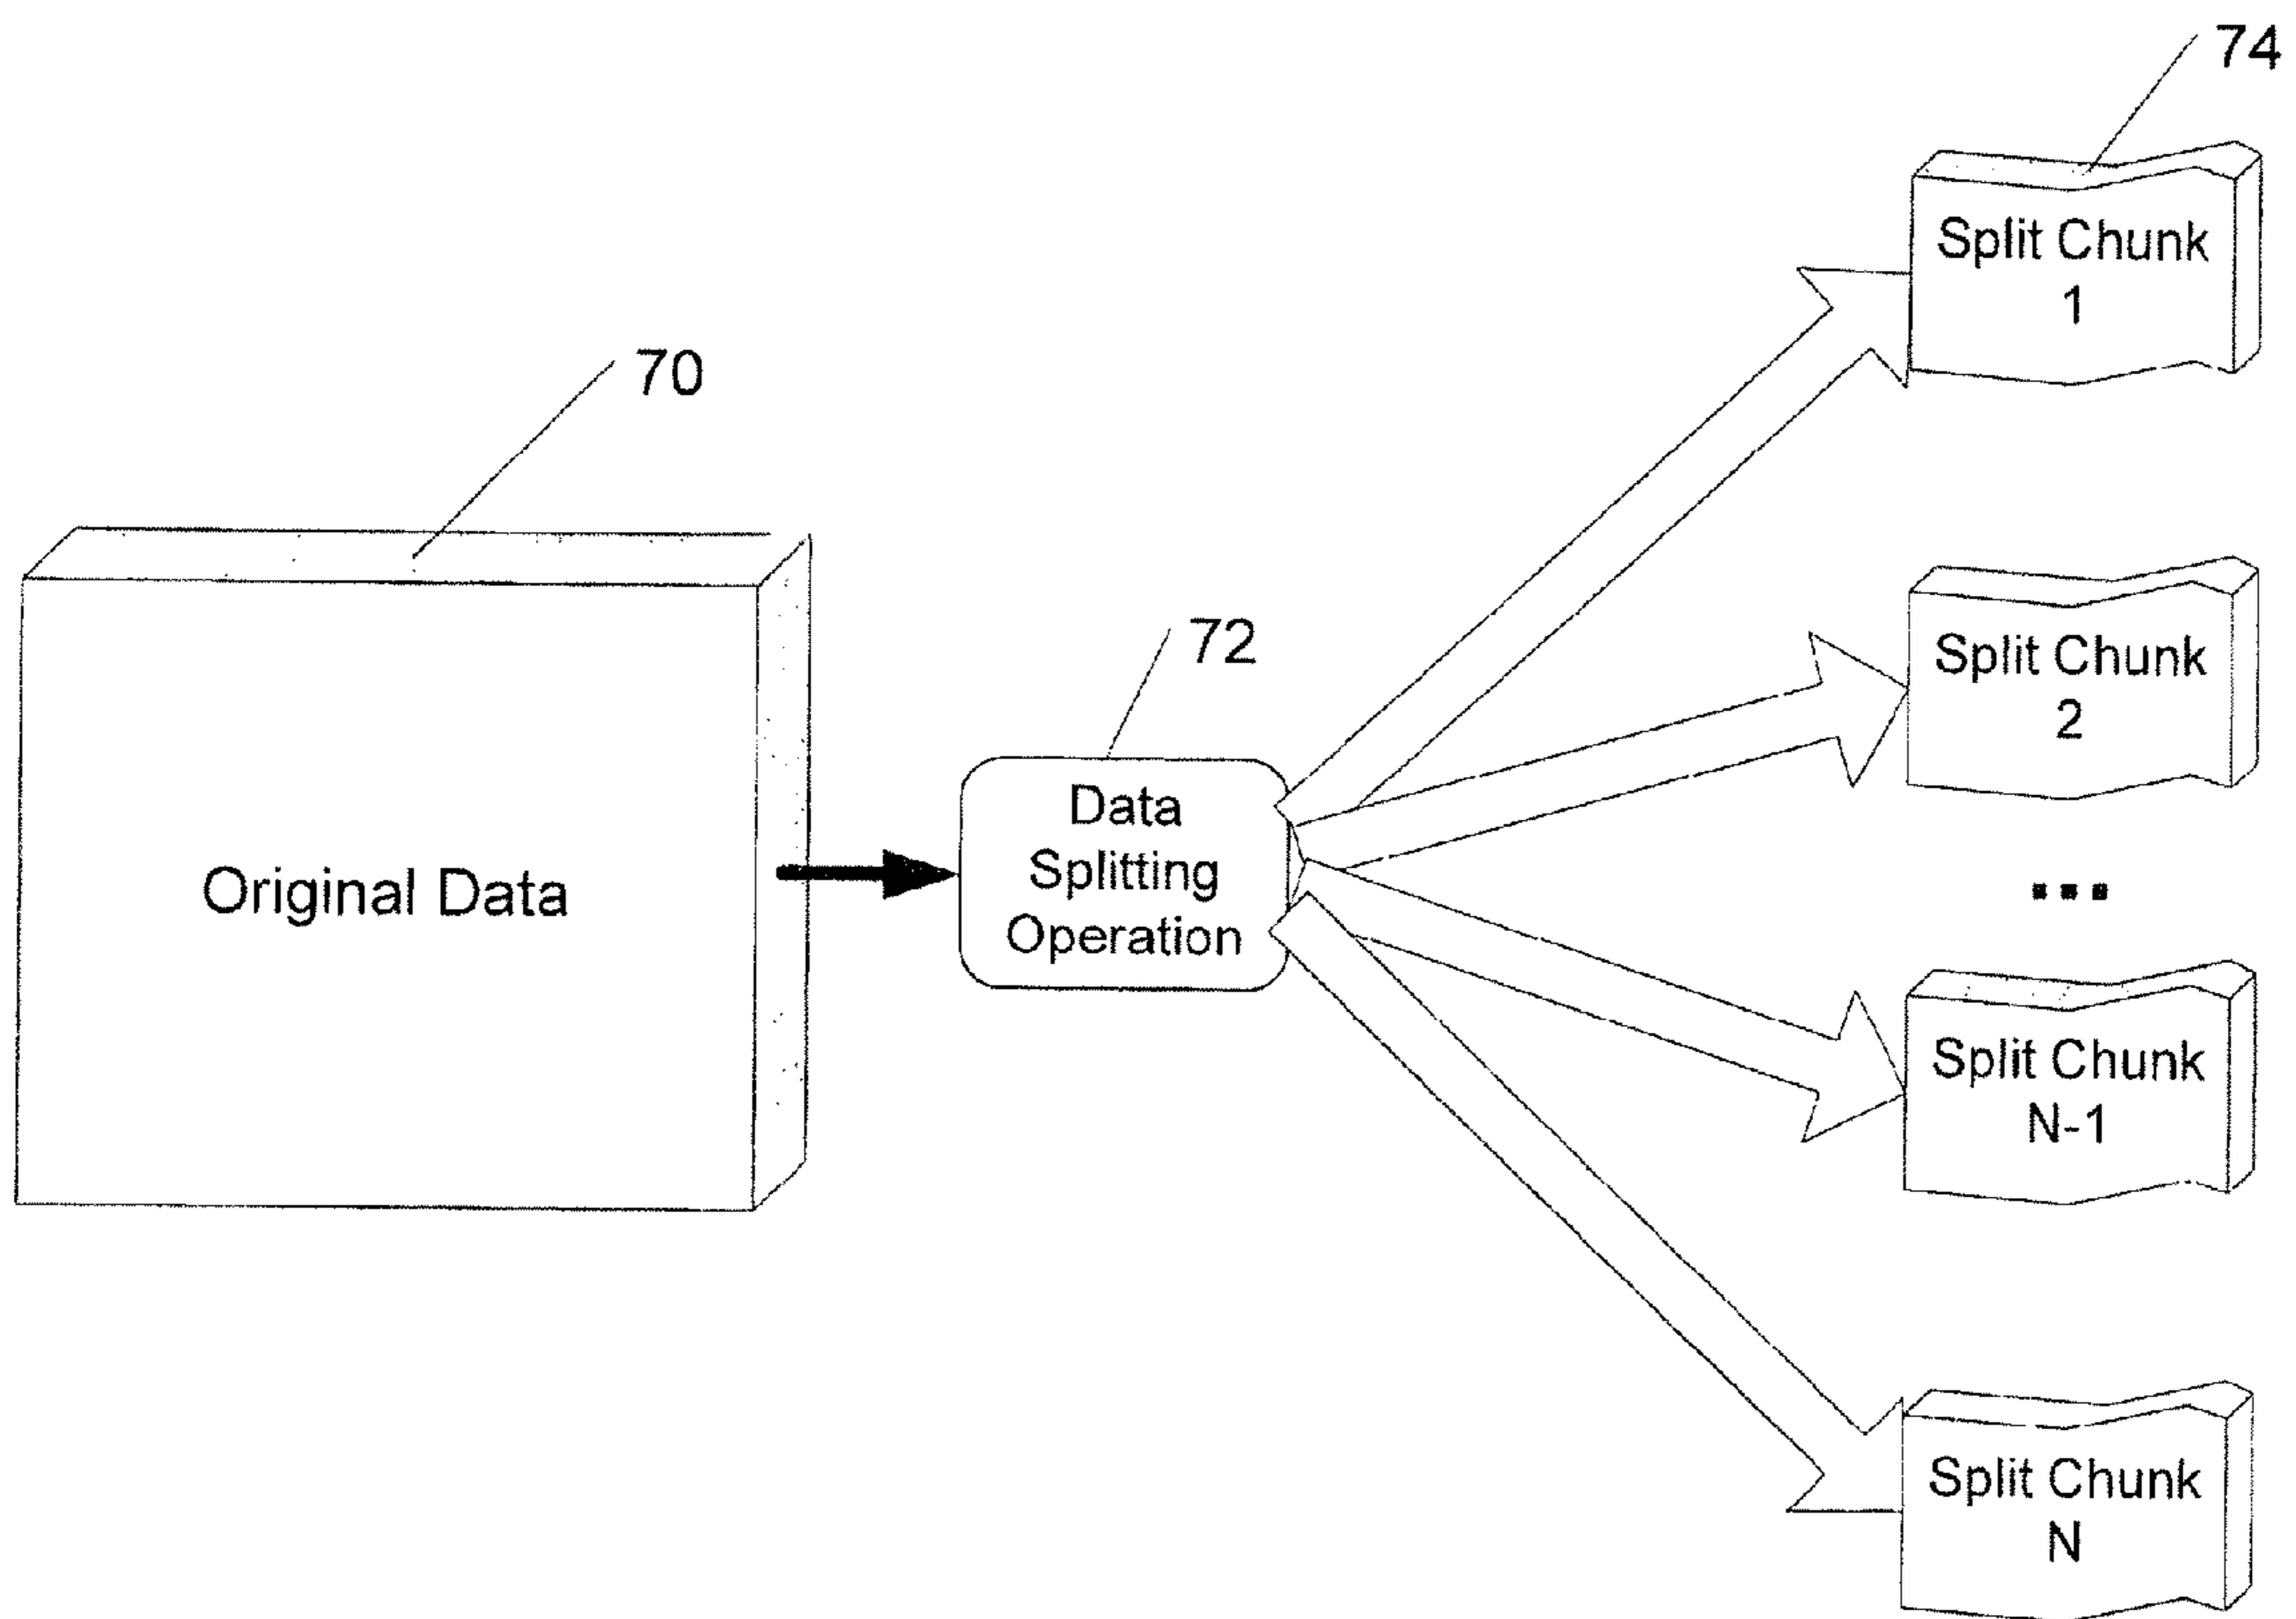 74
Split Chunk
1
70
72
Split Chunk
2
Data
Splitting
Operation
Original Data
...
Split Chunk
N-1
Split Chunk
N